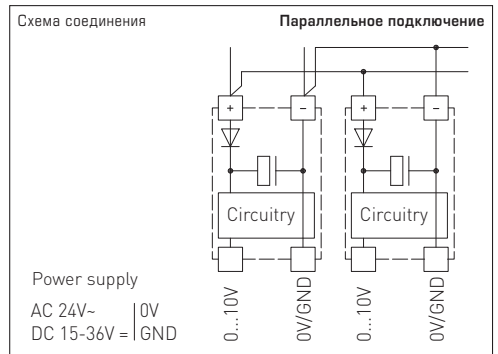 Схема соединения
Параллельное подключение
+ − + −
Circuitry Circuitry
Power supply
AC 24V~ 0V
DC 15-36V = GND
0...10V
0V/GND
0...10V
0V/GND